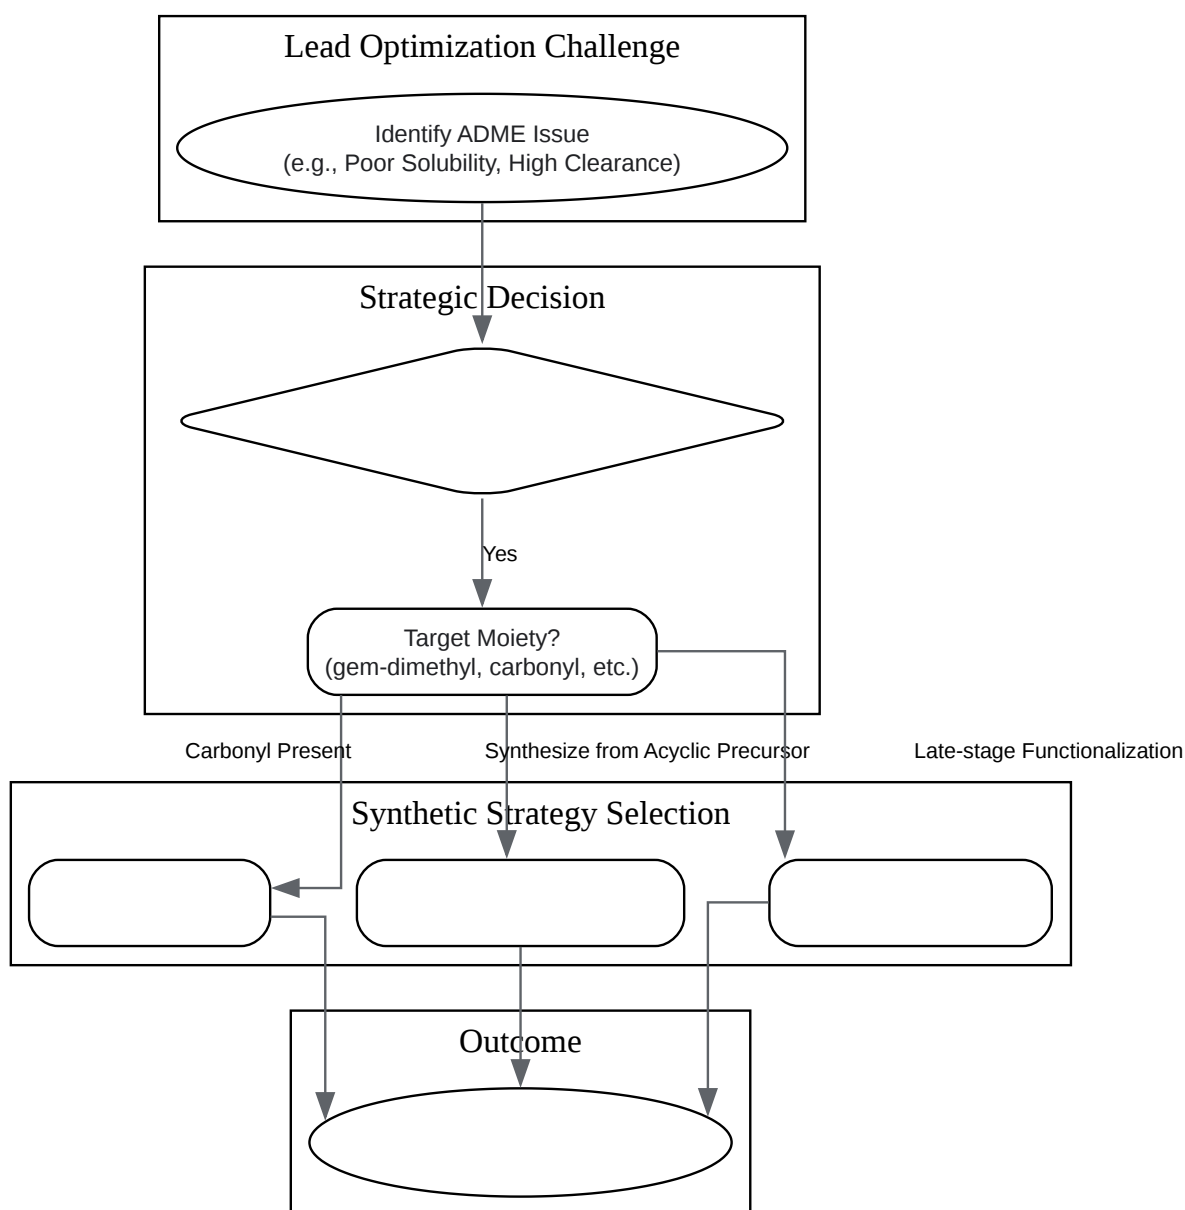 Lead Optimization Challenge
Identify ADME Issue
(e.g., Poor Solubility, High Clearance)
Strategic Decision
Yes
Target Moiety?
(gem-dimethyl, carbonyl, etc.)
Carbonyl Present
Synthesize from Acyclic Precursor
Late-stage Functionalization
Synthetic Strategy Selection
Outcome